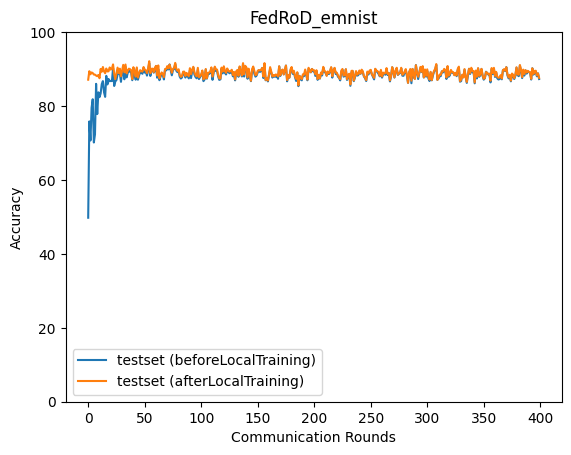 FedRoD_emnist
100
80
60
40
20
0
Accuracy
testset (beforeLocalTraining)
testset (afterLocalTraining)
0 50 100 150 200 250 300 350 400
Communication Rounds